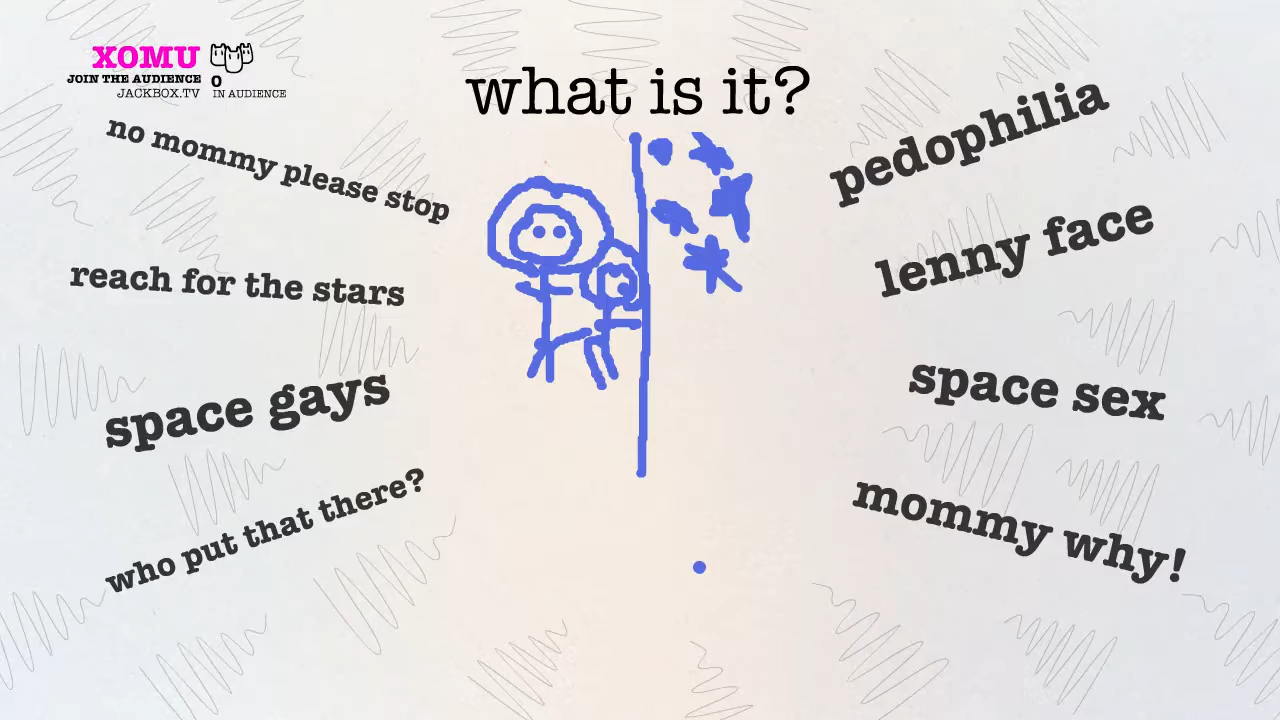 XOMU
JOIN THE AUDIENCE
JACKBOX.TV
0
IN AUDIENCE
what is it?
no mommy please stop
reach for the stars
space gays
who put that there?
pedophilia
lenny face
space sex
mommy why!